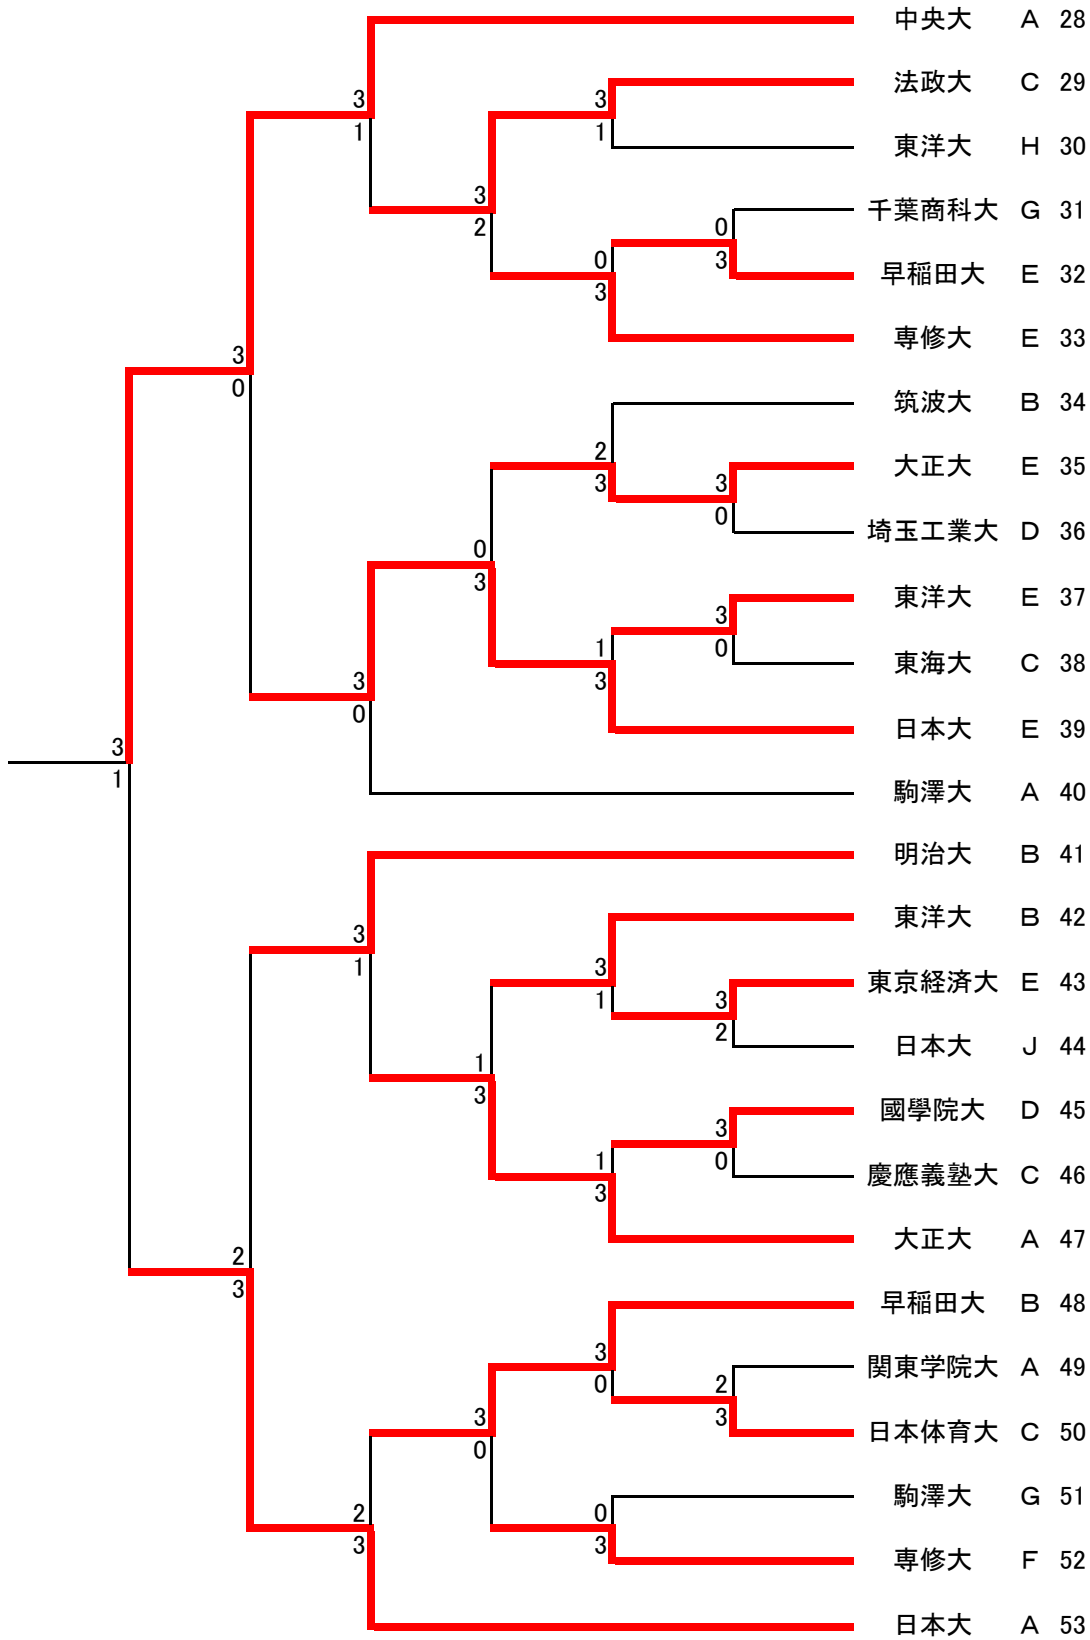 中央大 A 28
法政大 C 29
3
3
1
1
東洋大 H 30
3
千葉商科大 G 31
2
0
0
3
早稲田大 E 32
3
専修大 E 33
3
0
筑波大 B 34
2
大正大 E 35
3
3
0
埼玉工業大 D 36
0
3
東洋大 E 37
3
1
0
東海大 C 38
3
3
0
日本大 E 39
3
1
駒澤大 A 40
明治大 B 41
東洋大 B 42
3
1
3
東京経済大 E 43
1
3
2
日本大 J 44
1
3
國學院大 D 45
3
1
0
慶應義塾大 C 46
3
大正大 A 47
2
3
早稲田大 B 48
3
関東学院大 A 49
0
2
3
3
日本体育大 C 50
0
駒澤大 G 51
2
0
3
3
専修大 F 52
日本大 A 53